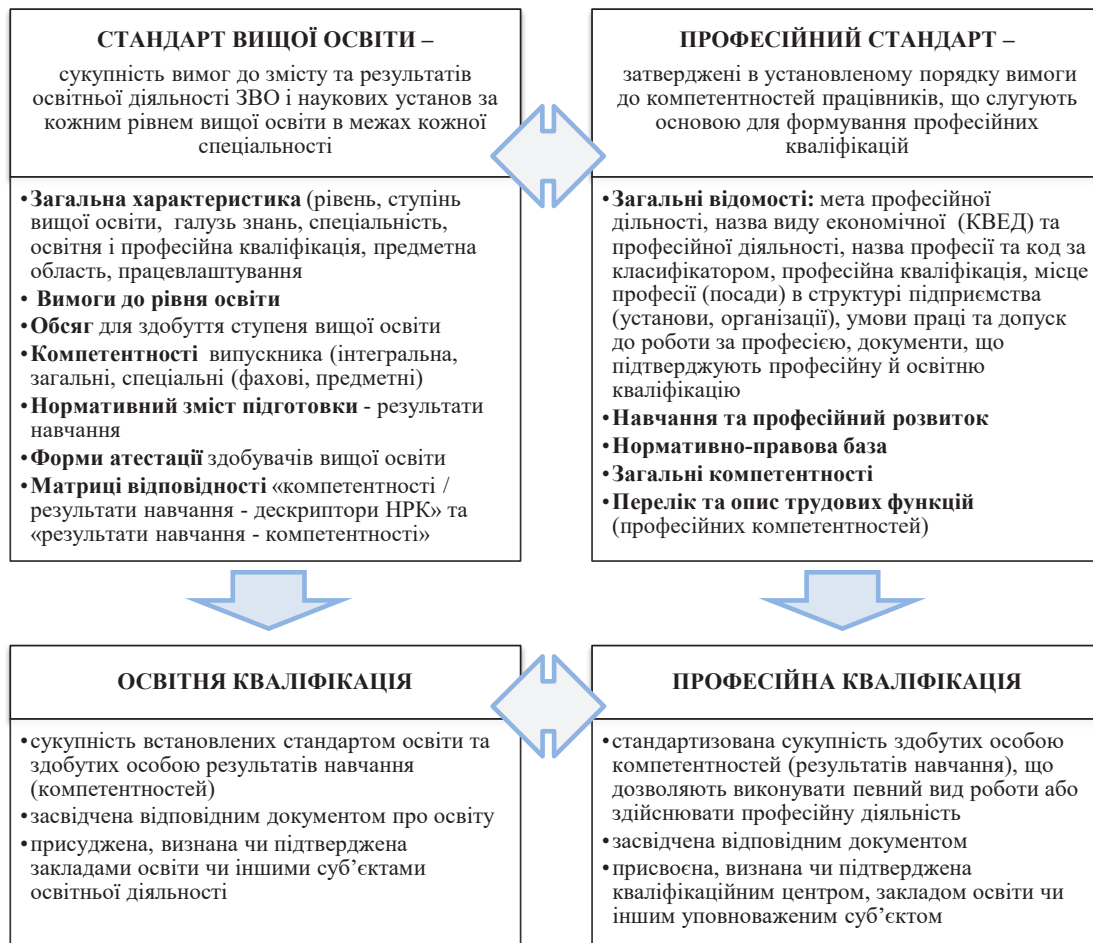 СТАНДАРТ ВИЩОЇ ОСВІТИ –
сукупність вимог до змісту та результатів
освітньої діяльності ЗВО і наукових установ за
кожним рівнем вищої освіти в межах кожної
спеціальності
•Загальна характеристика (рівень, ступінь
вищої освіти, галузь знань, спеціальність,
освітня і професійна кваліфікація, предметна
область, працевлаштування
• Вимоги до рівня освіти
•Обсяг для здобуття ступеня вищої освіти
•Компетентності випускника (інтегральна,
загальні, спеціальні (фахові, предметні)
•Нормативний зміст підготовки - результати
навчання
•Форми атестації здобувачів вищої освіти
•Матриці відповідності «компетентності /
результати навчання - дескриптори НРК» та
«результати навчання - компетентності»
ПРОФЕСІЙНИЙ СТАНДАРТ –
затверджені в установленому порядку вимоги
до компетентностей працівників, що слугують
основою для формування професійних
кваліфікацій
•Загальні відомості: мета професійної
дільності, назва виду економічної (КВЕД) та
професійної діяльності, назва професії та код за
класифікатором, професійна кваліфікація, місце
професії (посади) в структурі підприємства
(установи, організації), умови праці та допуск
до роботи за професією, документи, що
підтверджують професійну й освітню
кваліфікацію
•Навчання та професійний розвиток
•Нормативно-правова база
•Загальні компетентності
•Перелік та опис трудових функцій
(професійних компетентностей)
ОСВІТНЯ КВАЛІФІКАЦІЯ
•сукупність встановлених стандартом освіти та
здобутих особою результатів навчання
(компетентностей)
•засвідчена відповідним документом про освіту
•присуджена, визнана чи підтверджена
закладами освіти чи іншими суб’єктами
освітньої діяльності
ПРОФЕСІЙНА КВАЛІФІКАЦІЯ
•стандартизована сукупність здобутих особою
компетентностей (результатів навчання), що
дозволяють виконувати певний вид роботи або
здійснювати професійну діяльність
•засвідчена відповідним документом
•присвоєна, визнана чи підтверджена
кваліфікаційним центром, закладом освіти чи
іншим уповноваженим суб’єктом